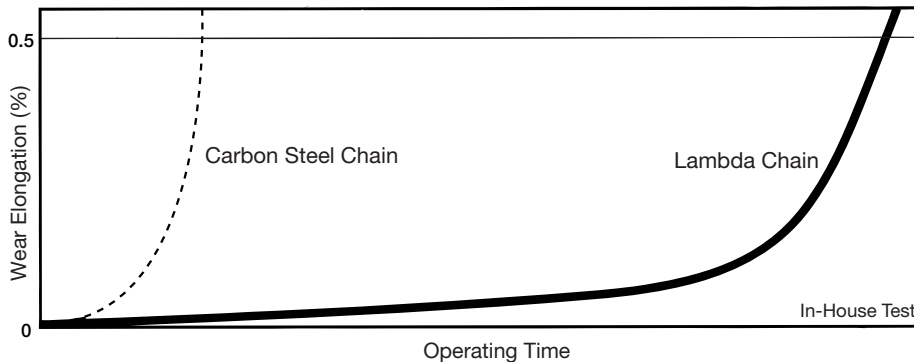 0.5
Wear Elongation (%)
Carbon Steel Chain
Lambda Chain
In-House Test
0
Operating Time